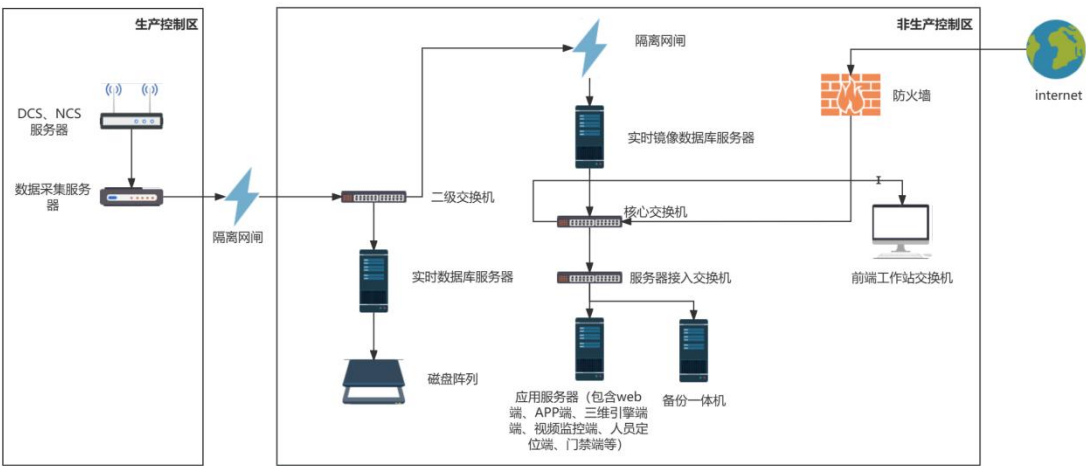 生产控制区
DCS、NCS
服务器
数据采集服务
器
隔离网闸
非生产控制区
隔离网闸
实时镜像数据库服务器
防火墙
internet
二级交换机
核心交换机
实时数据库服务器
服务器接入交换机
前端工作站交换机
磁盘阵列
应用服务器（包含web
端、APP端、三维引擎端
端、视频监控端、人员定
位端、门禁端等）
备份一体机